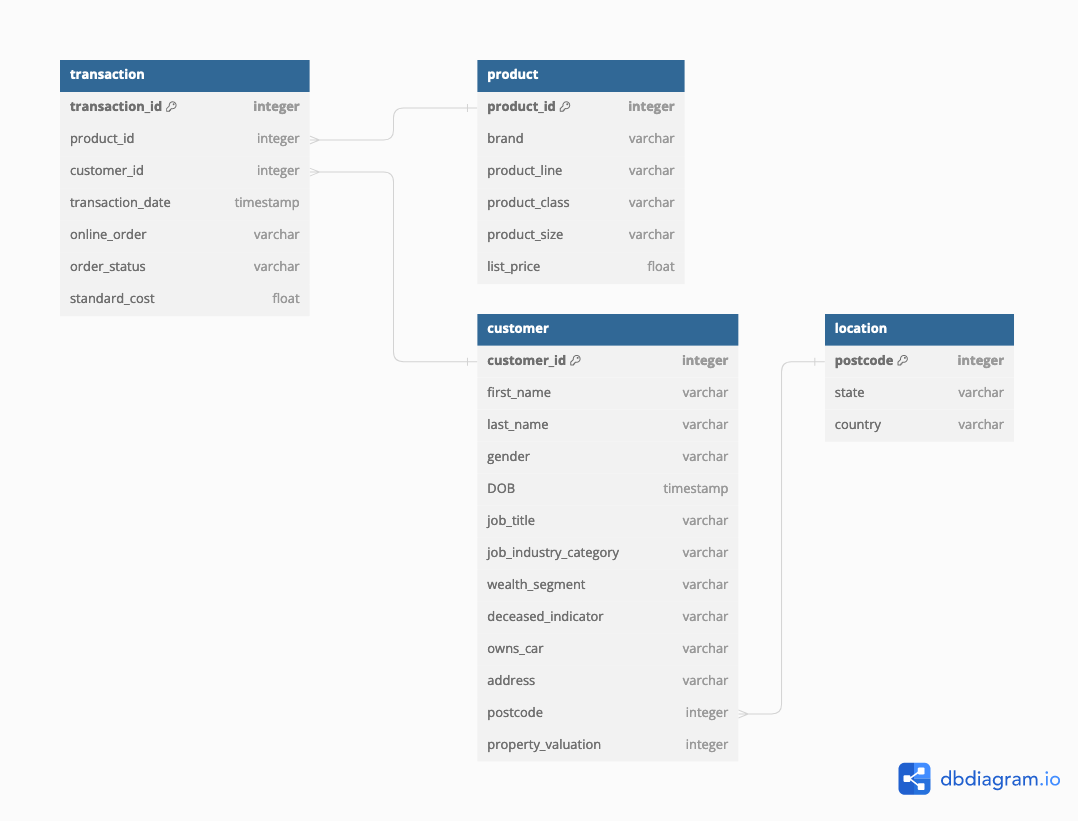 transaction
transaction_id integer
product_id integer
customer_id integer
transaction_date timestamp
online_order varchar
order_status varchar
standard_cost float
product
product_id integer
brand varchar
product_line varchar
product_class varchar
product_size varchar
list_price float
customer
customer_id integer
first_name varchar
last_name varchar
gender varchar
DOB timestamp
job_title varchar
job_industry_category varchar
wealth_segment varchar
deceased_indicator varchar
owns_car varchar
address varchar
postcode integer
property_valuation integer
location
postcode integer
state varchar
country varchar
dbdiagram.io